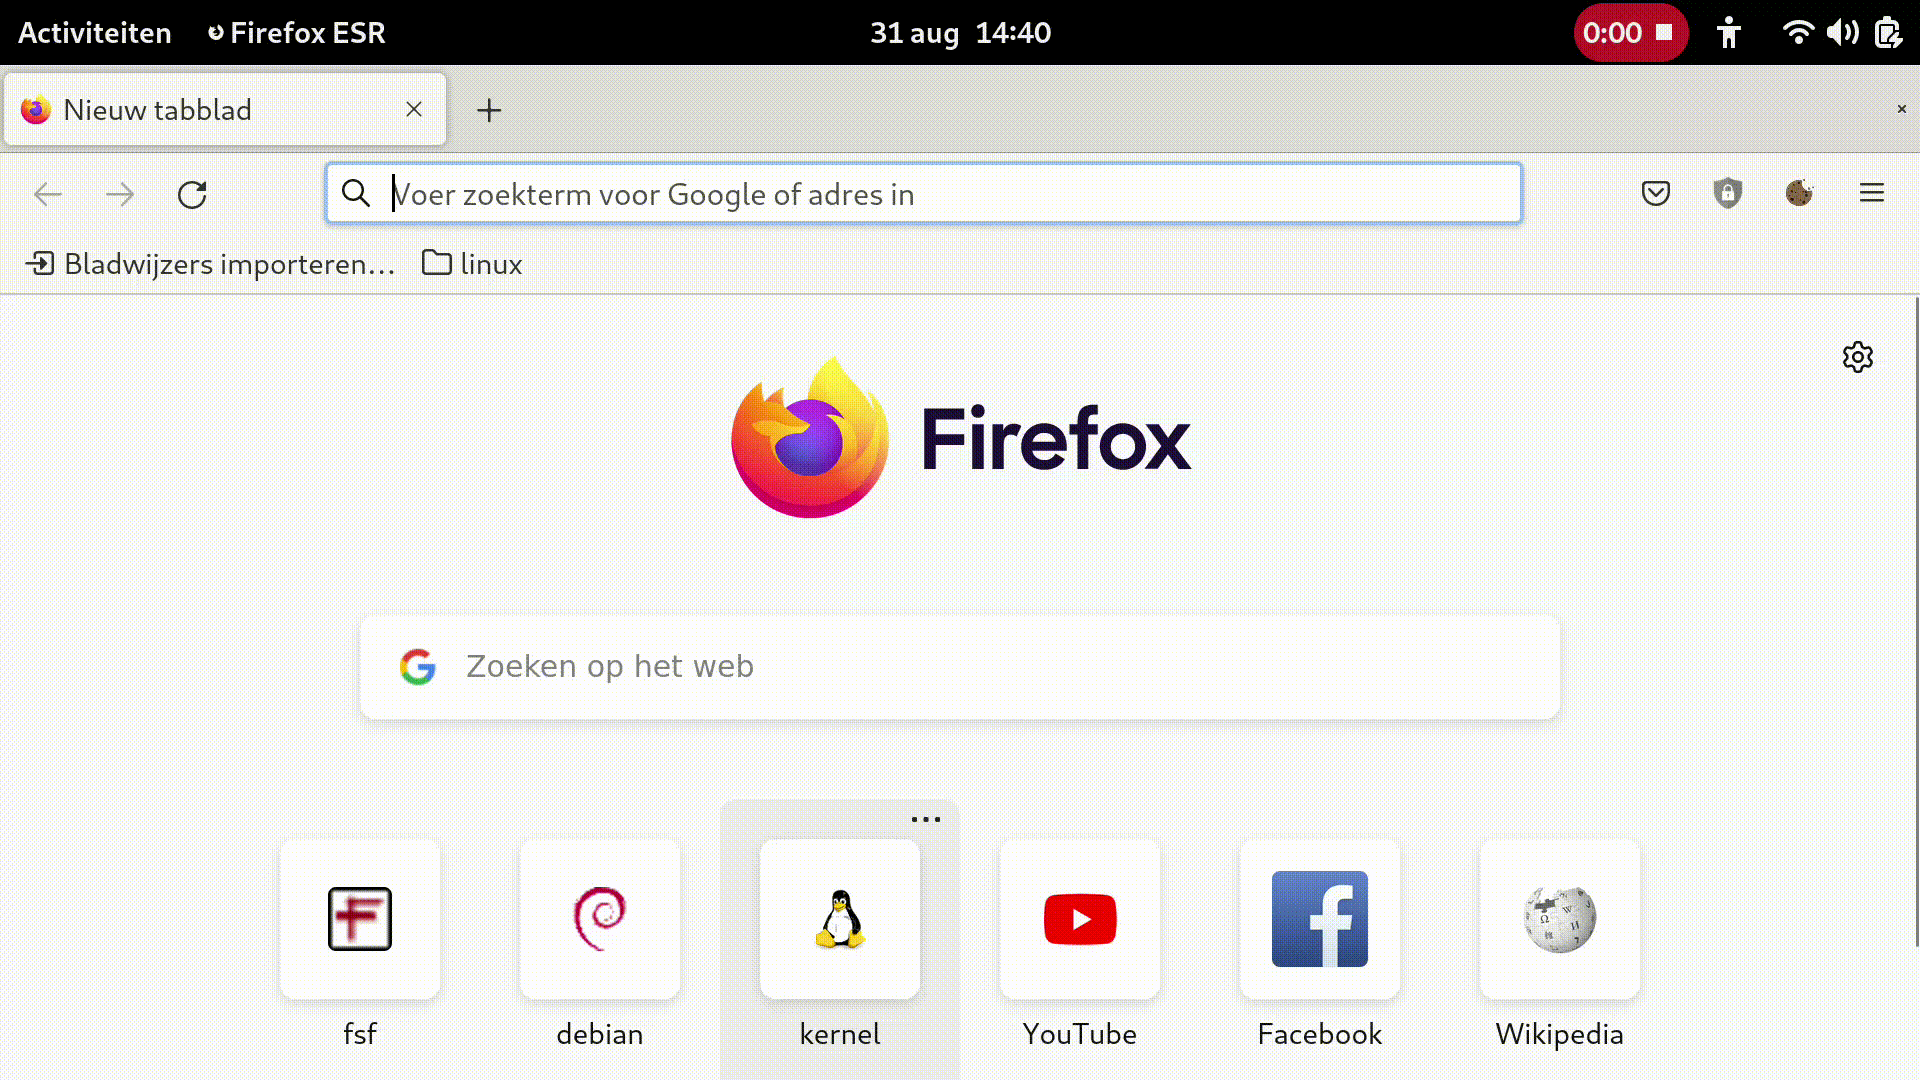 Activiteiten Firefox ESR 31 aug 14:40 0:00
Nieuw tabblad
Voer zoekterm voor Google of adres in
Bladwijzers importeren… linux
Firefox
Zoeken op het web
fsf debian kernel YouTube Facebook Wikipedia